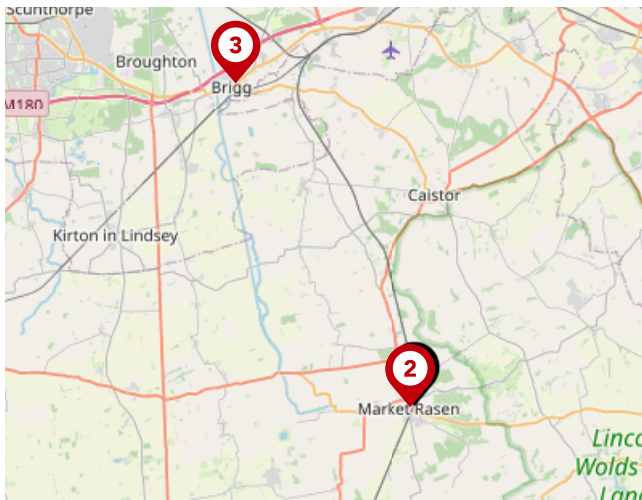 Scunthorpe
3
Broughton
Brigg
M180
Caistor
Kirton in Lindsey
2
Market Rasen
Linco
Wolds
Lan